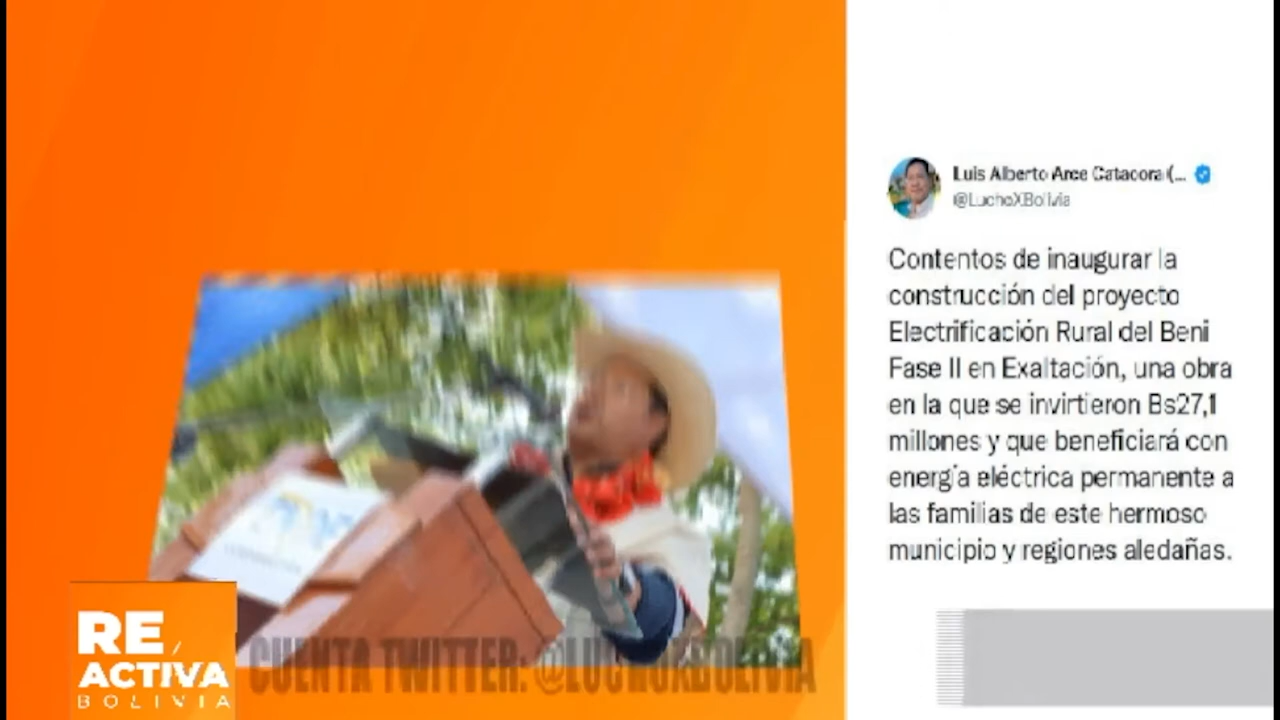 Luis Alberto Arce Catacora (...
@LuchoXBolivia
Contentos de inaugurar la
construcción del proyecto
Electrificación Rural del Beni
Fase II en Exaltación, una obra
en la que se invirtieron Bs27,1
millones y que beneficiará con
energía eléctrica permanente a
las familias de este hermoso
municipio y regiones aledañas.
RE
ACTÍVA
BOLIVIA
CUENTA TWITTER: @LUCHOXBOLIVIA